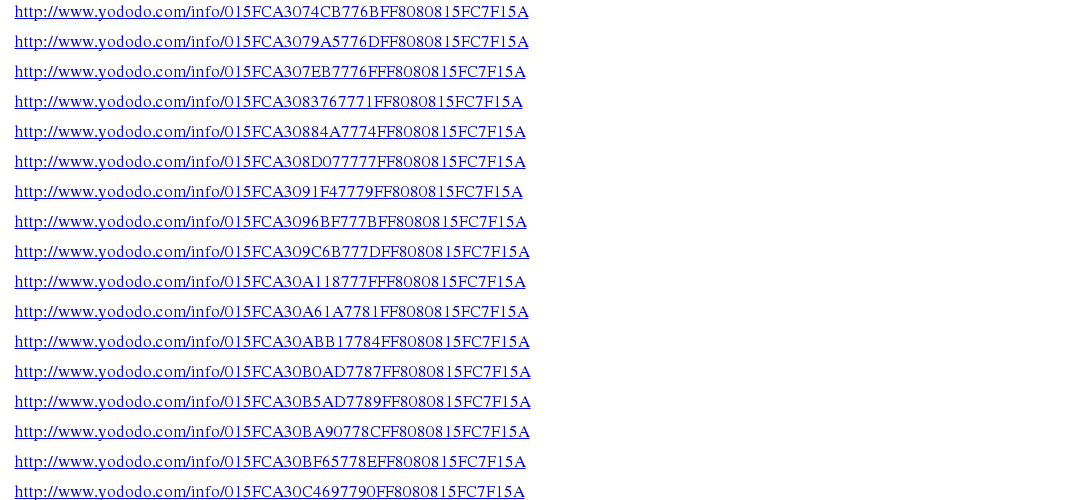 http://www.yododo.com/info/015FCA3074CB776BFF8080815FC7F15A
http://www.yododo.com/info/015FCA3079A5776DFF8080815FC7F15A
http://www.yododo.com/info/015FCA307EB7776FFF8080815FC7F15A
http://www.yododo.com/info/015FCA3083767771FF8080815FC7F15A
http://www.yododo.com/info/015FCA30884A7774FF8080815FC7F15A
http://www.yododo.com/info/015FCA308D077777FF8080815FC7F15A
http://www.yododo.com/info/015FCA3091F47779FF8080815FC7F15A
http://www.yododo.com/info/015FCA3096BF777BFF8080815FC7F15A
http://www.yododo.com/info/015FCA309C6B777DFF8080815FC7F15A
http://www.yododo.com/info/015FCA30A118777FFF8080815FC7F15A
http://www.yododo.com/info/015FCA30A61A7781FF8080815FC7F15A
http://www.yododo.com/info/015FCA30ABB17784FF8080815FC7F15A
http://www.yododo.com/info/015FCA30B0AD7787FF8080815FC7F15A
http://www.yododo.com/info/015FCA30B5AD7789FF8080815FC7F15A
http://www.yododo.com/info/015FCA30BA90778CFF8080815FC7F15A
http://www.yododo.com/info/015FCA30BF65778EFF8080815FC7F15A
http://www.yododo.com/info/015FCA30C4697790FF8080815FC7F15A